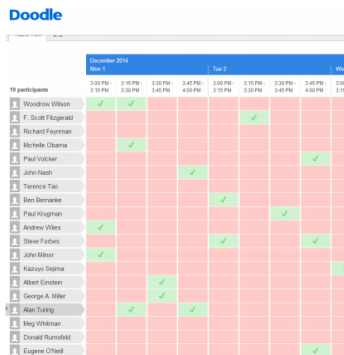 Doodle
December 2014
Mon 1 Tue 2 We
3:00 PM - 3:15 PM - 3:30 PM - 3:45 PM - 3:00 PM - 3:15 PM - 3:30 PM - 3:45 PM - 3:00
19 participants 3:15 PM 3:30 PM 3:45 PM 4:00 PM 3:15 PM 3:30 PM 3:45 PM 4:00 PM 3:15
Woodrow Wilson
F. Scott Fitzgerald
Richard Feynman
Michelle Obama
Paul Volcker
John Nash
Terence Tao
Ben Bernanke
Paul Krugman
Andrew Wiles
Steve Forbes
John Milnor
Kazuyo Sejima
Albert Einstein
George A. Miller
Alan Turing
Meg Whitman
Donald Rumsfeld
Eugene O'Neill